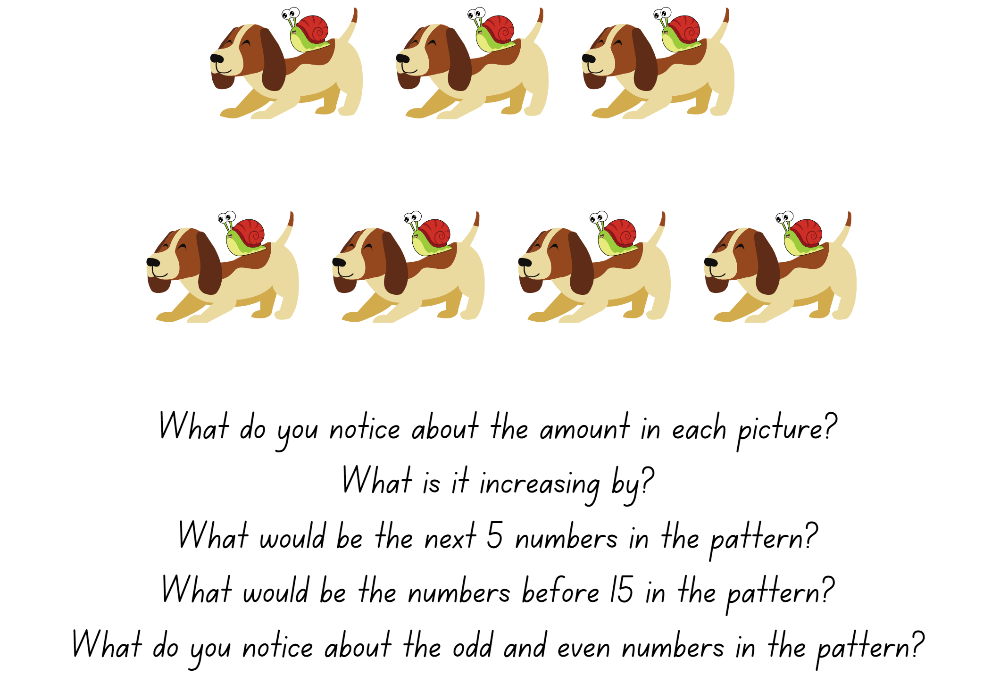 What do you notice about the amount in each picture?
What is it increasing by?
What would be the next 5 numbers in the pattern?
What would be the numbers before 15 in the pattern?
What do you notice about the odd and even numbers in the pattern?